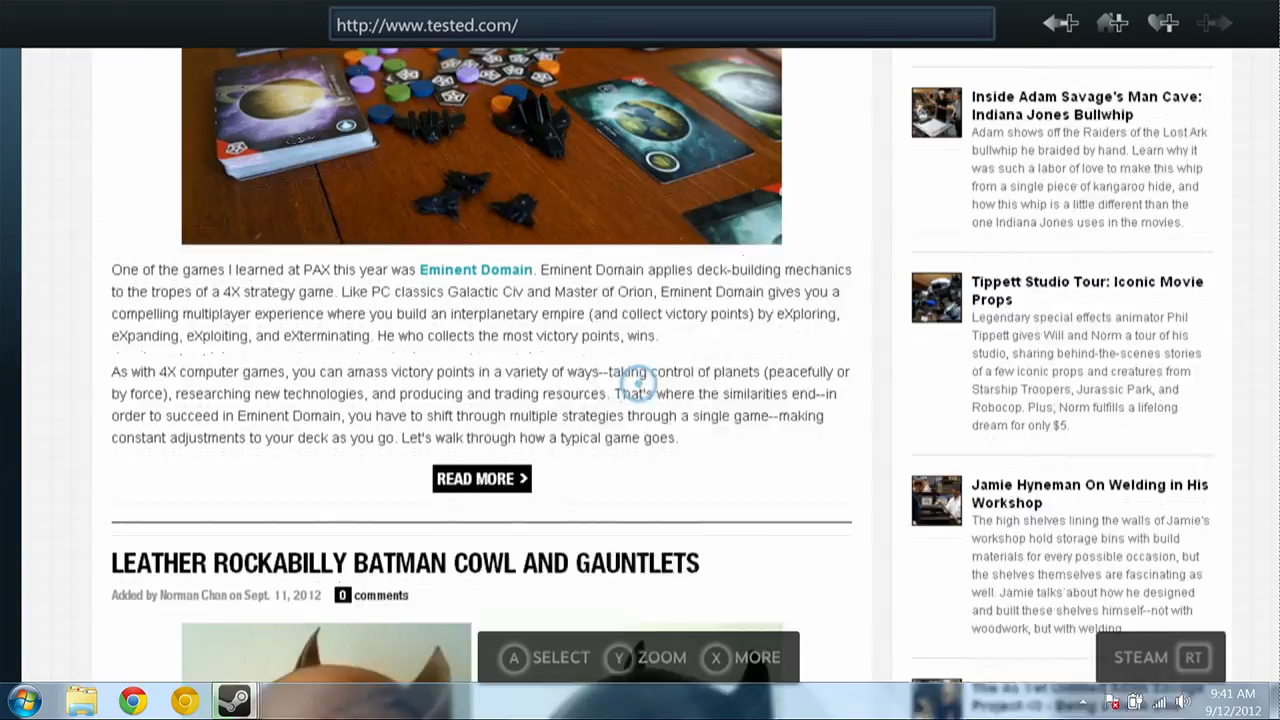 http://www.tested.com/
One of the games I learned at PAX this year was Eminent Domain. Eminent Domain applies deck-building mechanics
to the tropes of a 4X strategy game. Like PC classics Galactic Civ and Master of Orion, Eminent Domain gives you a
compelling multiplayer experience where you build an interplanetary empire (and collect victory points) by eXploring,
eXpanding, eXploiting, and eXterminating. He who collects the most victory points, wins.
As with 4X computer games, you can amass victory points in a variety of ways--taking control of planets (peacefully or
by force), researching new technologies, and producing and trading resources. That's where the similarities end--in
order to succeed in Eminent Domain, you have to shift through multiple strategies through a single game--making
constant adjustments to your deck as you go. Let's walk through how a typical game goes.
READ MORE >
LEATHER ROCKABILLY BATMAN COWL AND GAUNTLETS
Added by Norman Chan on Sept. 11, 2012 0 comments
Inside Adam Savage's Man Cave:
Indiana Jones Bullwhip
Adam shows off the Raiders of the Lost Ark
bullwhip he braided by hand. Learn why it
was such a labor of love to make this whip
from a single piece of kangaroo hide, and
how this whip is a little different than the
one Indiana Jones uses in the movies.
Tippett Studio Tour: Iconic Movie
Props
Legendary special effects animator Phil
Tippett gives Will and Norm a tour of his
studio, sharing behind-the-scenes stories
of a few iconic props and creatures from
Starship Troopers, Jurassic Park, and
Robocop. Plus, Norm fulfills a lifelong
dream for only $5.
Jamie Hyneman On Welding in His
Workshop
The high shelves lining the walls of Jamie's
workshop hold storage bins with build
materials for every possible occasion, but
the shelves themselves are fascinating as
well. Jamie talks about how he designed
and built these shelves himself--not with
woodwork, but with welding.
A SELECT Y ZOOM X MORE
STEAM RT
9:41 AM
9/12/2012